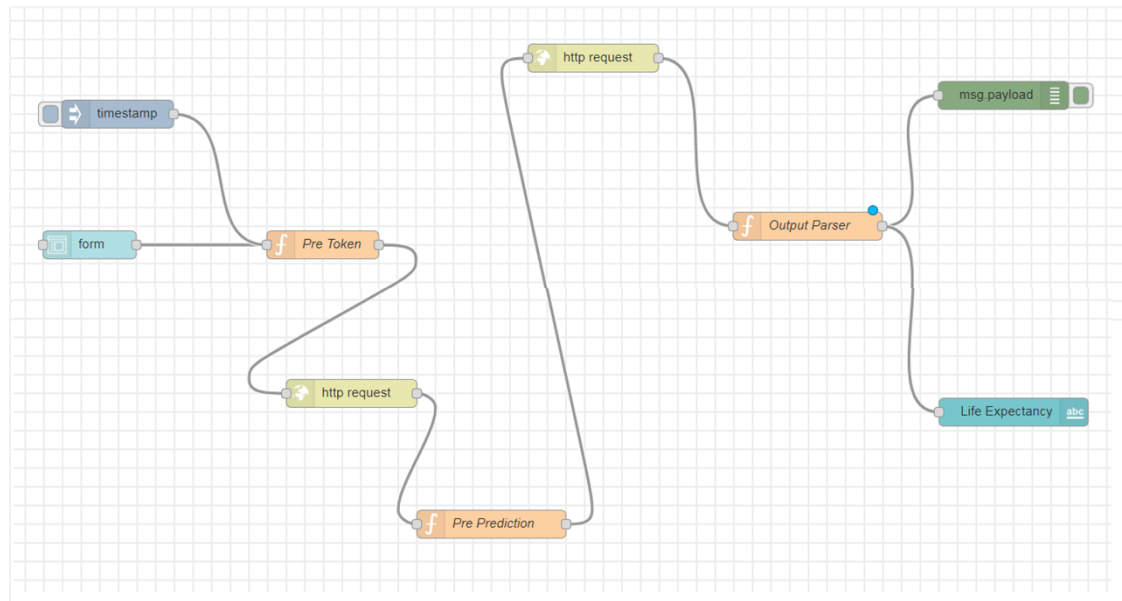 http request
msg.payload
timestamp
Output Parser
form
Pre Token
http request
Life Expectancy
abc
Pre Prediction